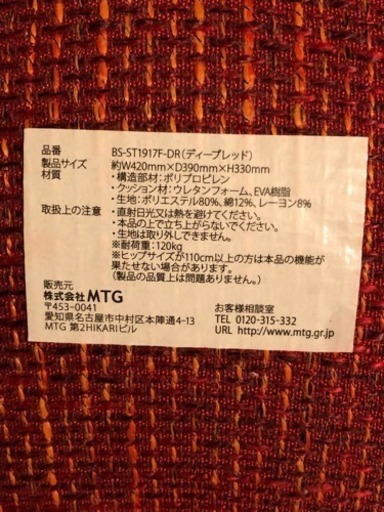 品番 BS-ST1917F-DR(ディープレッド)
製品サイズ 約W420mm×D390mm×H330mm
材質 ・構造部材:ポリプロピレン
・クッション材:ウレタンフォーム、EVA樹脂
・生地:ポリエステル80%、綿12%、レーヨン8%
取扱上の注意 ・直射日光又は熱を避けてください。
・本品の上で立ち上がらないでください。
・生地は取り外しできません。
※耐荷重:120kg
※ヒップサイズが110cm以上の方は本品の機能が
果たせない場合があります。
(製品の品質上は問題ありません。)
販売元
株式会社MTG
〒453-0041
愛知県名古屋市中村区本陣通4-13
MTG 第2HIKARIビル
お客様相談室
TEL 0120-315-332
URL http://www.mtg.gr.jp/